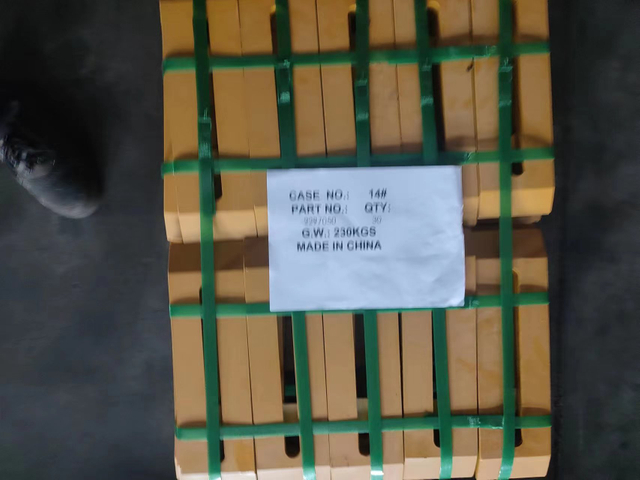 CASE NO.: 14#
PART NO.: QTY:
30
G.W.: 230KGS
MADE IN CHINA